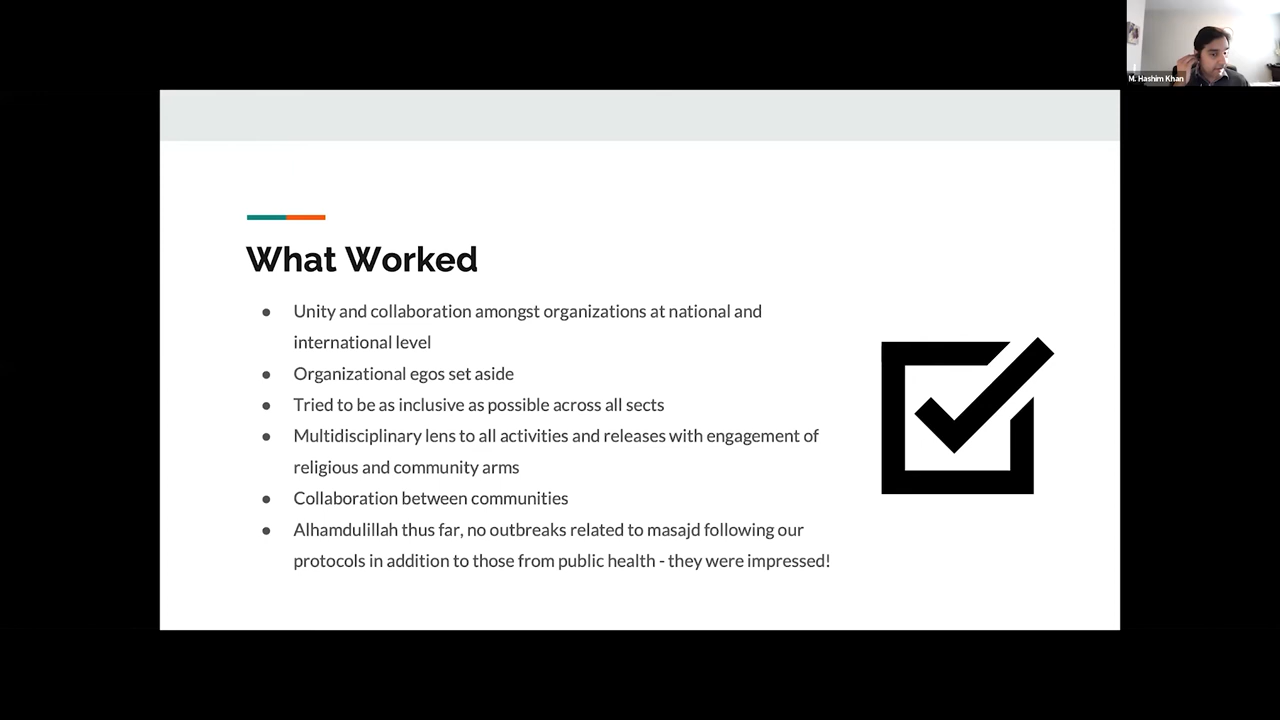 M. Hashim Khan
What Worked
● Unity and collaboration amongst organizations at national and
international level
● Organizational egos set aside
● Tried to be as inclusive as possible across all sects
● Multidisciplinary lens to all activities and releases with engagement of
religious and community arms
● Collaboration between communities
● Alhamdulillah thus far, no outbreaks related to masajd following our
protocols in addition to those from public health - they were impressed!